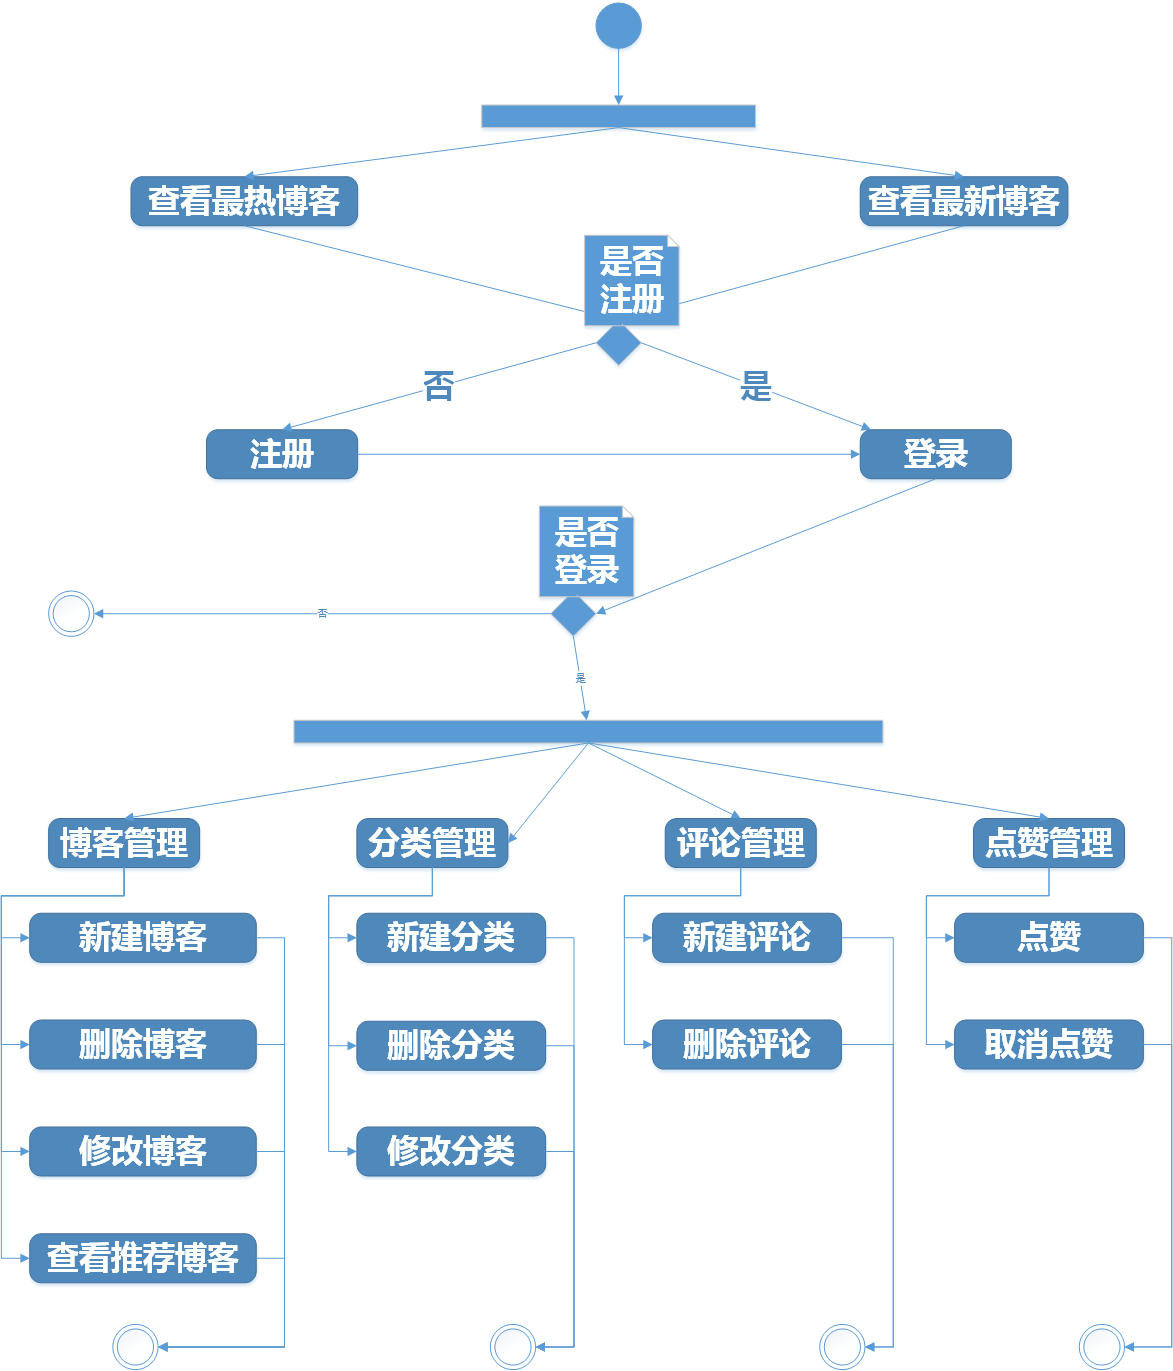 查看最热博客
查看最新博客
是否
注册
否
是
注册
登录
是否
登录
否
是
博客管理
分类管理
评论管理
点赞管理
新建博客
新建分类
新建评论
点赞
删除博客
删除分类
删除评论
取消点赞
修改博客
修改分类
查看推荐博客